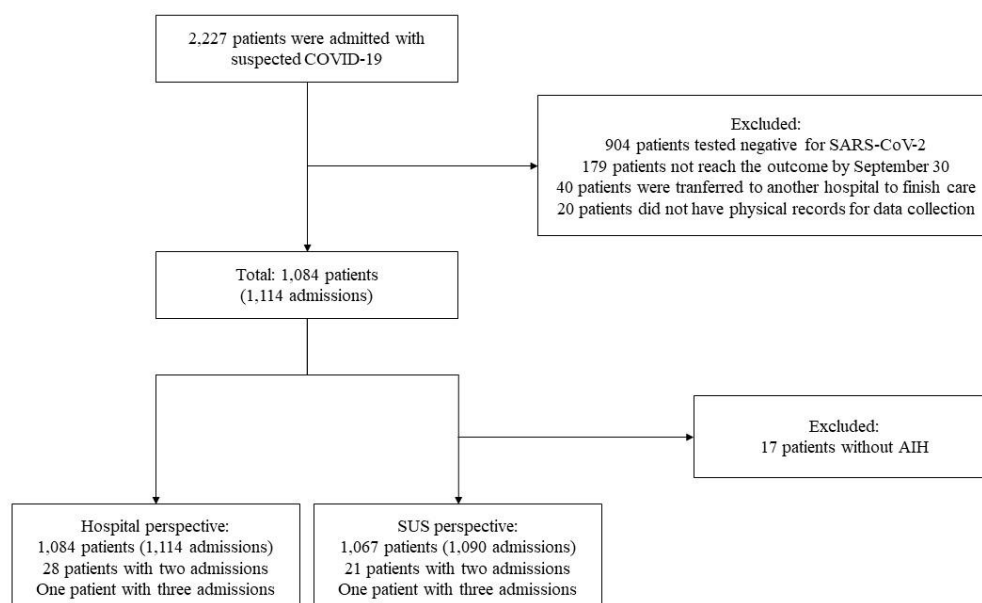 2,227 patients were admitted with
suspected COVID-19
Excluded:
904 patients tested negative for SARS-CoV-2
179 patients not reach the outcome by September 30
40 patients were tranferred to another hospital to finish care
20 patients did not have physical records for data collection
Total: 1,084 patients
(1,114 admissions)
Excluded:
17 patients without AIH
Hospital perspective:
1,084 patients (1,114 admissions)
28 patients with two admissions
One patient with three admissions
SUS perspective:
1,067 patients (1,090 admissions)
21 patients with two admissions
One patient with three admissions